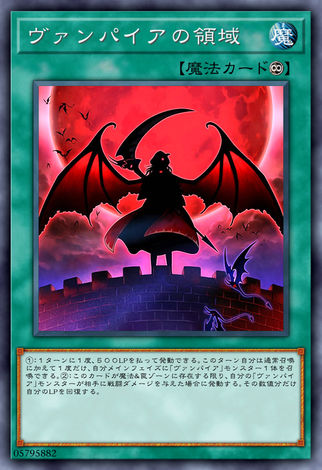 ヴァンパイアの領域
魔
【魔法カード】
①:1ターンに1度、500LPを払って発動できる。このターン自分は通常召喚
に加えて1度だけ、自分メインフェイズに「ヴァンパイア」モンスター1体を召
喚できる。②:このカードが魔法&罠ゾーンに存在する限り、自分の「ヴァンパイ
ア」モンスターが相手に戦闘ダメージを与えた場合に発動する。その数値分だけ
自分のLPを回復する。
05795882